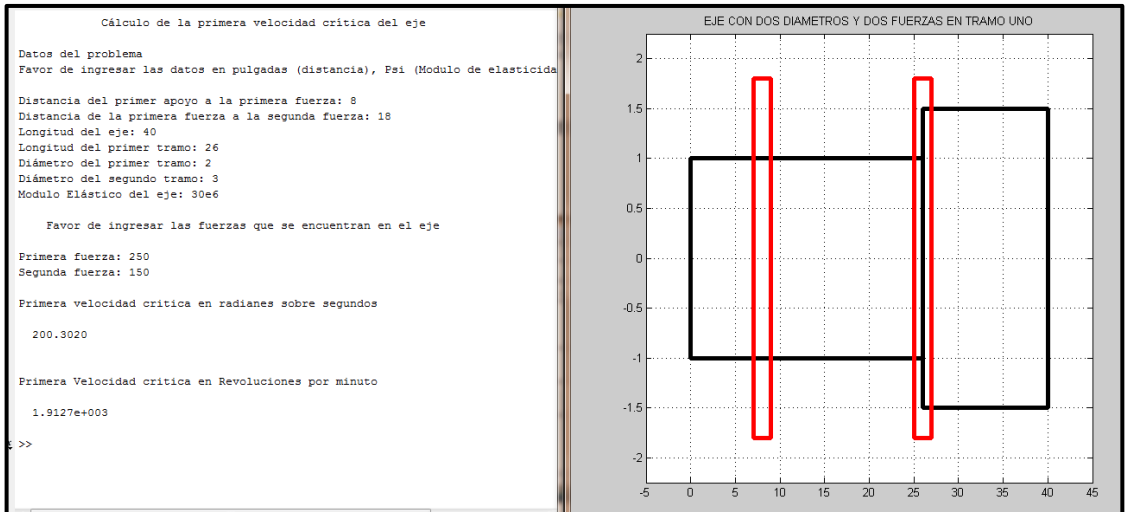 Cálculo de la primera velocidad crítica del eje
Datos del problema
Favor de ingresar las datos en pulgadas (distancia), Psi (Modulo de elasticida
Distancia del primer apoyo a la primera fuerza: 8
Distancia de la primera fuerza a la segunda fuerza: 18
Longitud del eje: 40
Longitud del primer tramo: 26
Diámetro del primer tramo: 2
Diámetro del segundo tramo: 3
Modulo Elástico del eje: 30e6
Favor de ingresar las fuerzas que se encuentran en el eje
Primera fuerza: 250
Segunda fuerza: 150
Primera velocidad critica en radianes sobre segundos
200.3020
Primera Velocidad critica en Revoluciones por minuto
1.9127e+003
>>
EJE CON DOS DIAMETROS Y DOS FUERZAS EN TRAMO UNO
2
1.5
1
0.5
0
-0.5
-1
-1.5
-2
-5 0 5 10 15 20 25 30 35 40 45